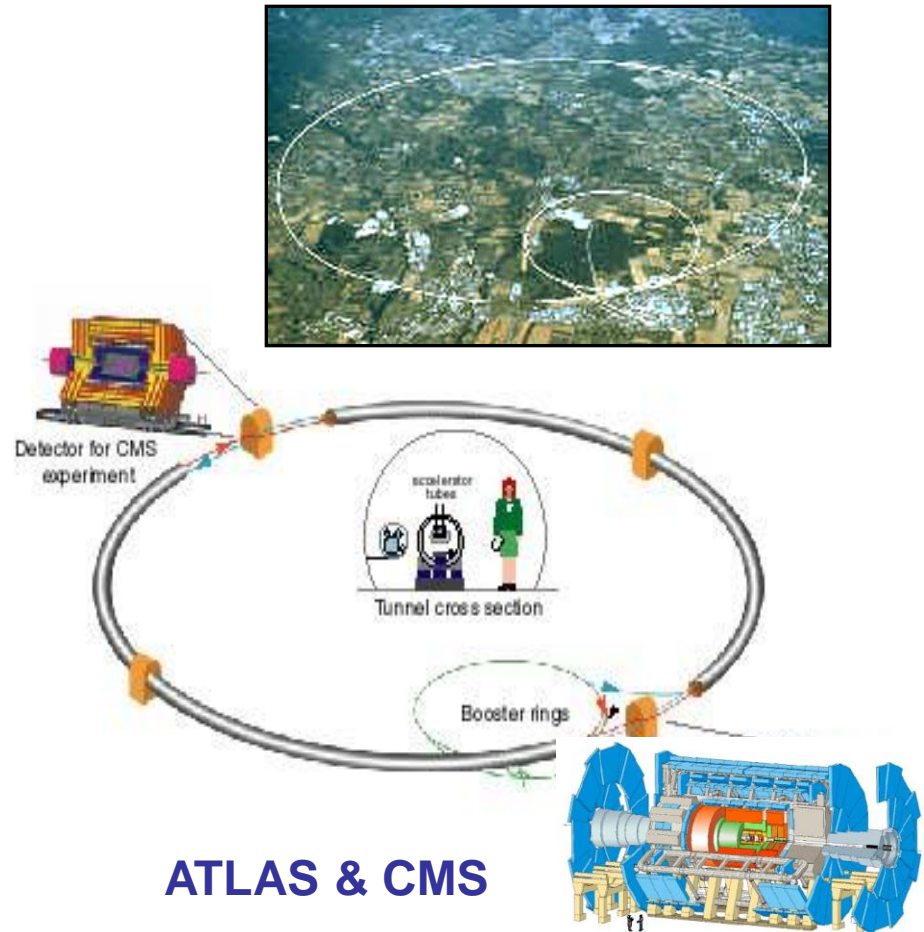 Detector for CMS
experiment
accelerator
tubes
Tunnel cross section
Booster rings
ATLAS & CMS